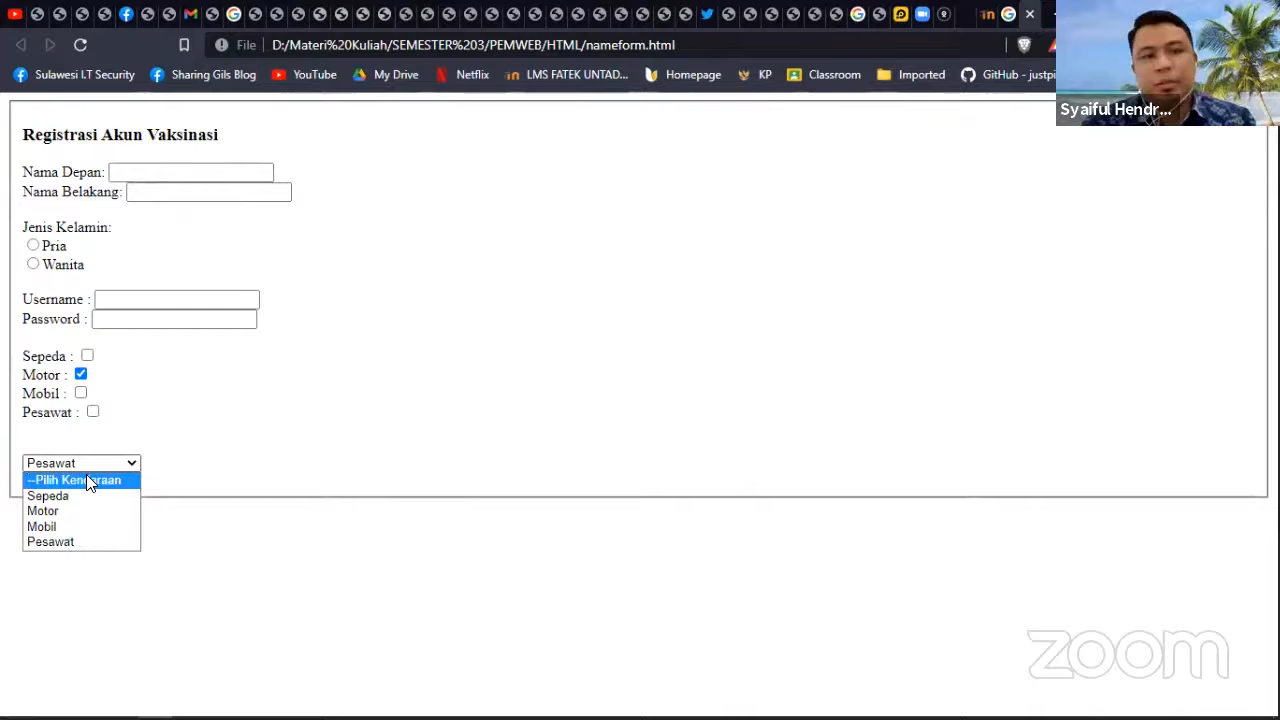 File D:/Materi%20Kuliah/SEMESTER%203/PEMWEB/HTML/nameform.html
Sulawesi I.T Security Sharing Gils Blog YouTube My Drive Netflix LMS FATEK UNTAD... Homepage KP Classroom Imported GitHub - justpi
Syaiful Hendr...
Registrasi Akun Vaksinasi
Nama Depan:
Nama Belakang:
Jenis Kelamin:
Pria
Wanita
Username :
Password :
Sepeda :
Motor :
Mobil :
Pesawat :
Pesawat
--Pilih Kendaraan
Sepeda
Motor
Mobil
Pesawat
zoom